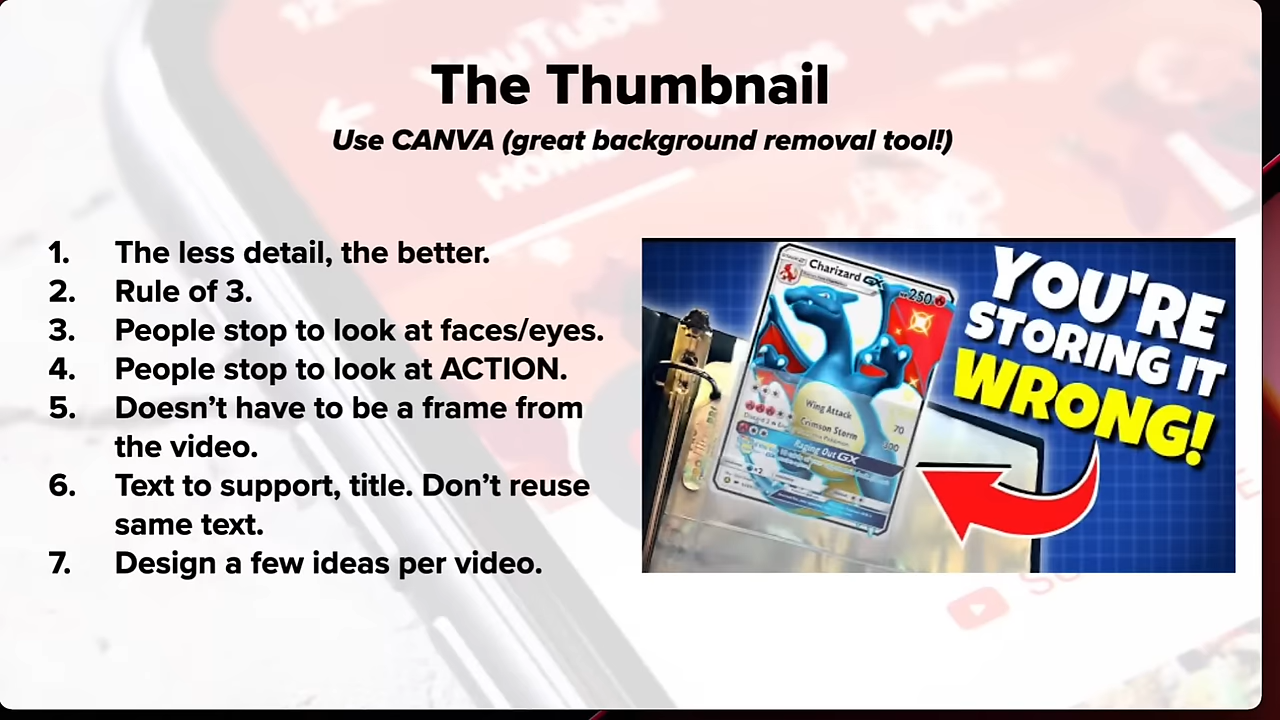 The Thumbnail
Use CANVA (great background removal tool!)
1. The less detail, the better.
2. Rule of 3.
3. People stop to look at faces/eyes.
4. People stop to look at ACTION.
5. Doesn't have to be a frame from
the video.
6. Text to support, title. Don't reuse
same text.
7. Design a few ideas per video.
YOU'RE
STORING IT
WRONG!
Charizard GX
250
Wing Attack 70
Crimson Storm 300
Raging Out GX
YouTube